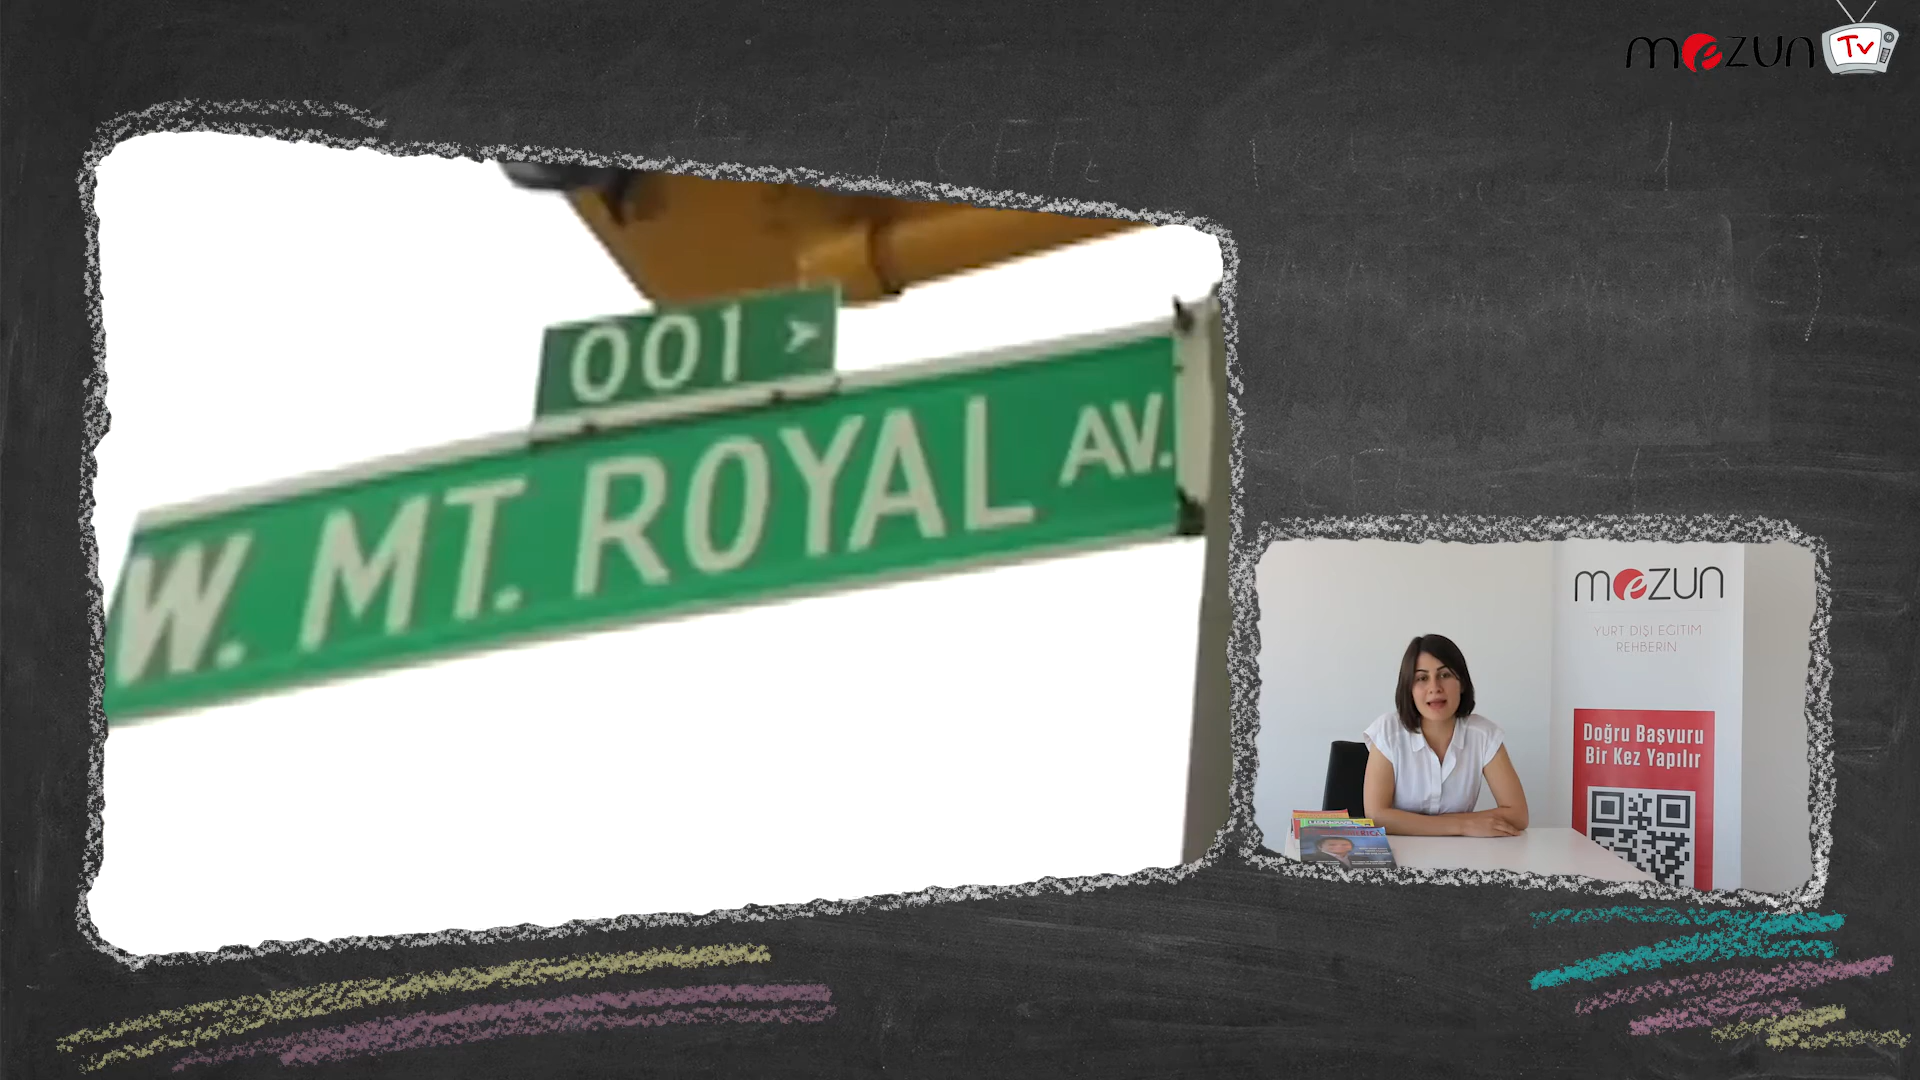 mezun Tv
001 >
W. MT. ROYAL AV.
mezun
YURT DIŞI EĞİTİM
REHBERİN
Doğru Başvuru
Bir Kez Yapılır